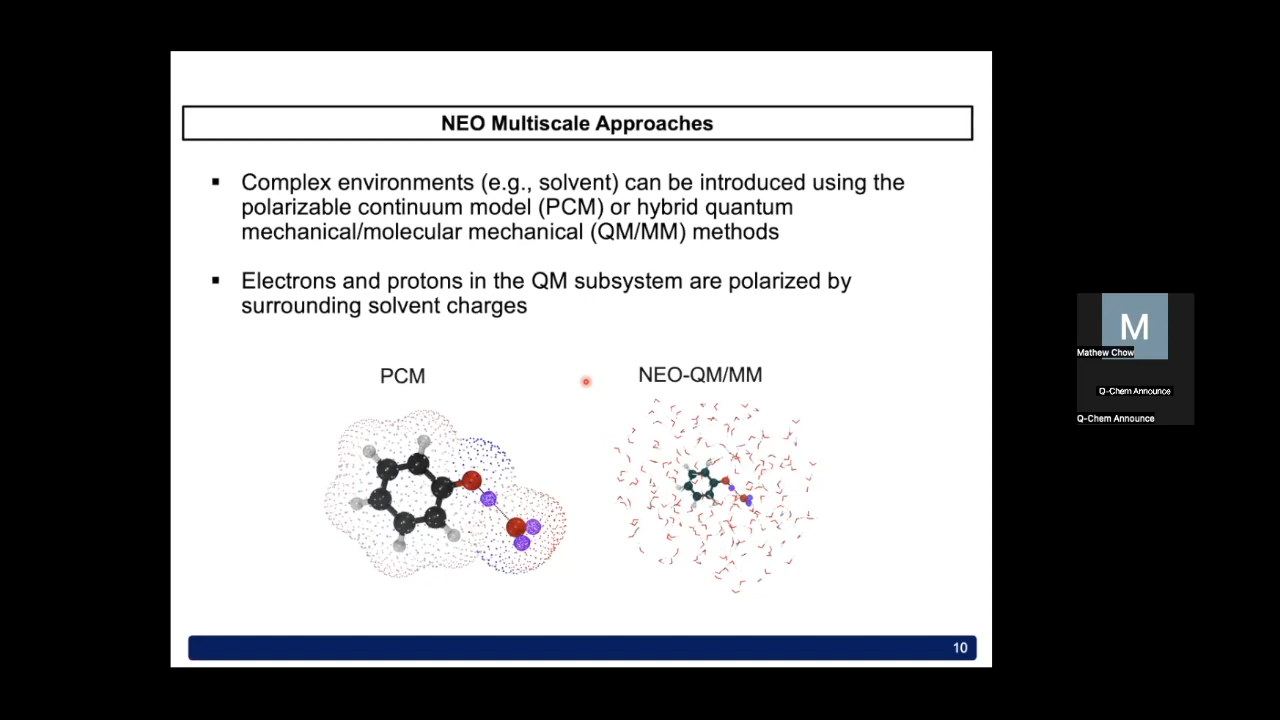 NEO Multiscale Approaches
▪ Complex environments (e.g., solvent) can be introduced using the
polarizable continuum model (PCM) or hybrid quantum
mechanical/molecular mechanical (QM/MM) methods
▪ Electrons and protons in the QM subsystem are polarized by
surrounding solvent charges
PCM
NEO-QM/MM
10
M
Mathew Chow
Q-Chem Announce
Q-Chem Announce